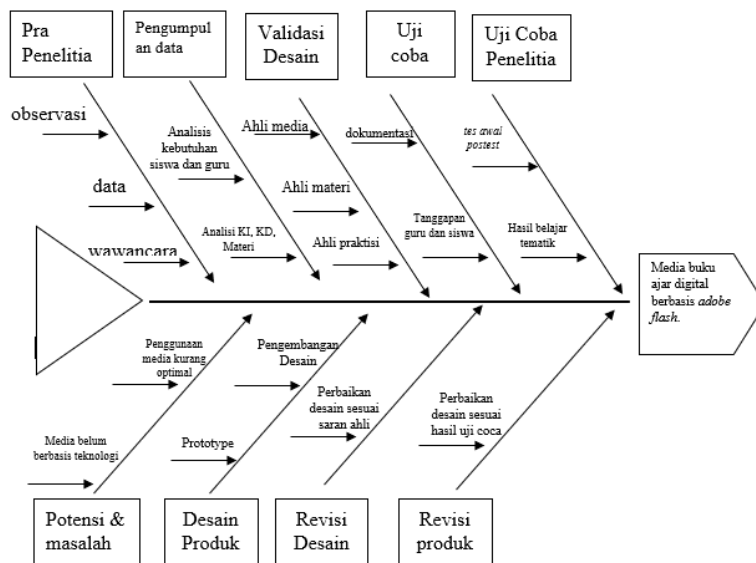 Pra
Penelitia
Pengumpul
an data
Validasi
Desain
Uji
coba
Uji Coba
Penelitia
observasi
data
wawancara
Analisis
kebutuhan
siswa dan guru
Analisi KI, KD,
Materi
Ahli media
Ahli materi
Ahli praktisi
dokumentasi
Tanggapan
guru dan siswa
tes awal
postest
Hasil belajar
tematik
Media buku
ajar digital
berbasis adobe
flash.
Penggunaan
media kurang
optimal
Media belum
berbasis teknologi
Pengembangan
Desain
Prototype
Perbaikan
desain sesuai
saran ahli
Perbaikan
desain sesuai
hasil uji coca
Potensi &
masalah
Desain
Produk
Revisi
Desain
Revisi
produk